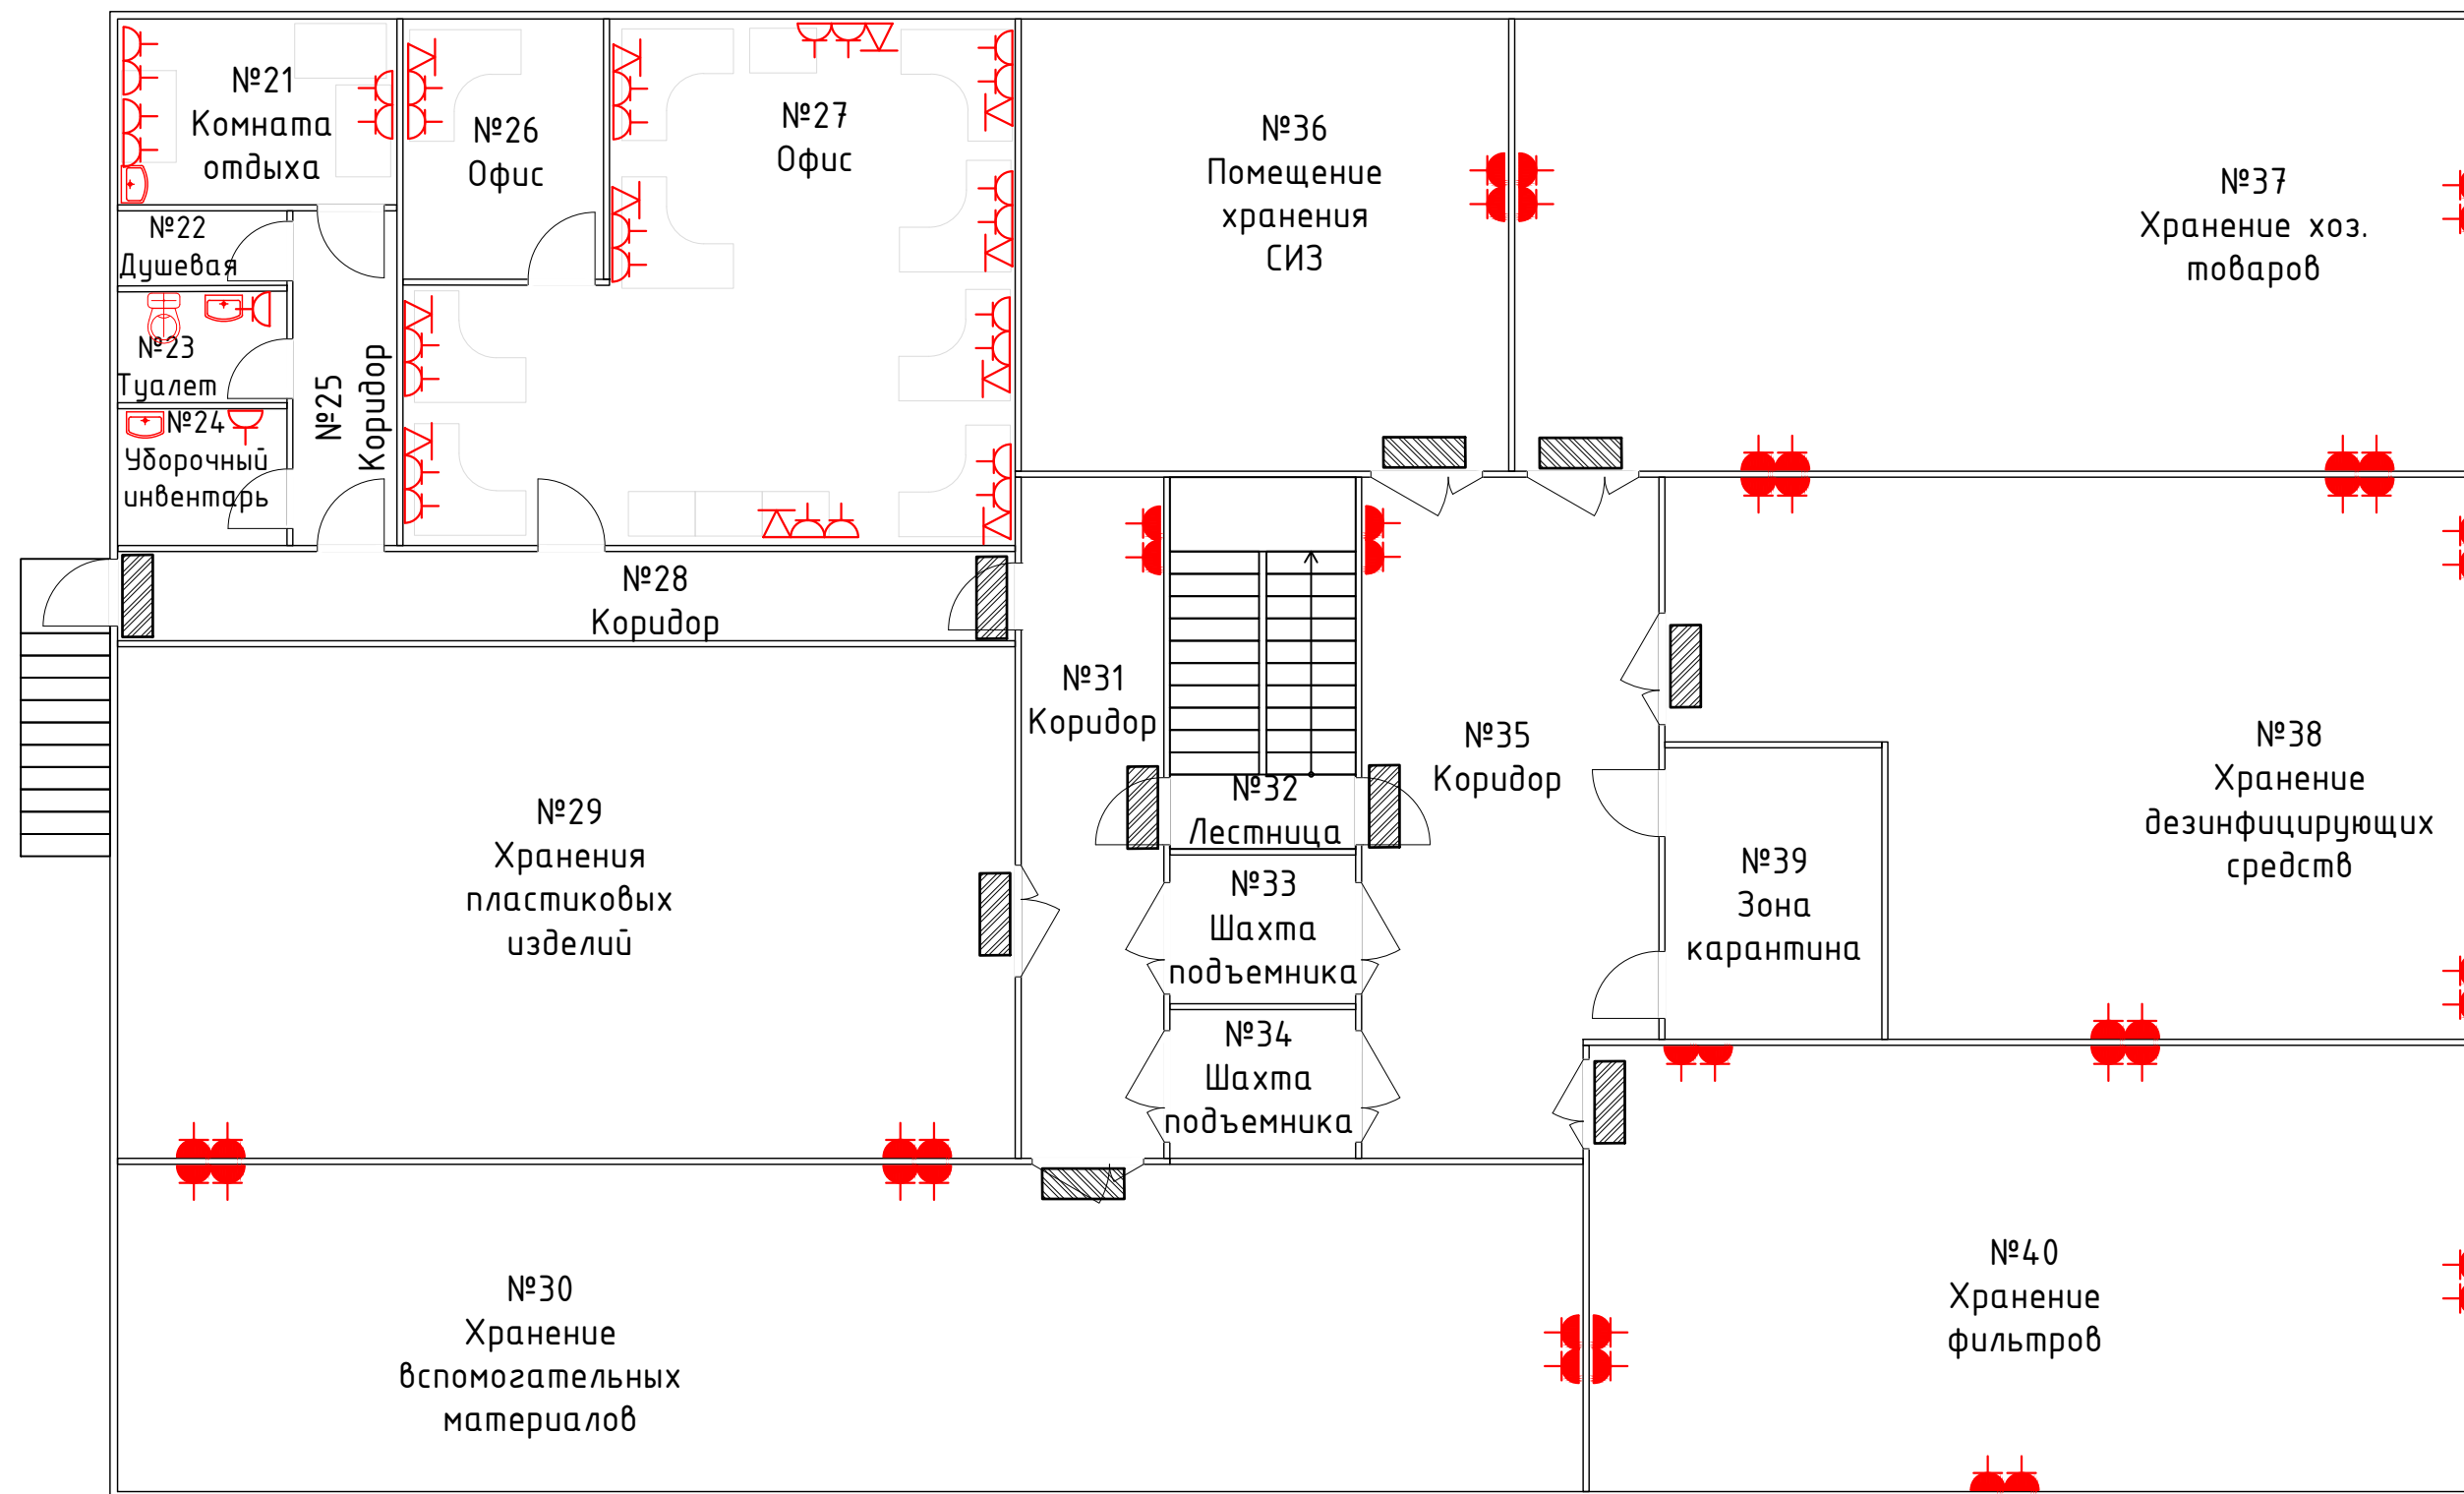 №21
Комната
отдыха
№22
Душевая
№23
Туалет
№24
Уборочный
инвентарь
№25
Коридор
№26
Офис
№27
Офис
№28
Коридор
№29
Хранения
пластиковых
изделий
№30
Хранение
вспомогательных
материалов
№31
Коридор
№32
Лестница
№33
Шахта
подъемника
№34
Шахта
подъемника
№35
Коридор
№36
Помещение
хранения
СИЗ
№37
Хранение хоз.
товаров
№38
Хранение
дезинфицирующих
средств
№39
Зона
карантина
№40
Хранение
фильтров